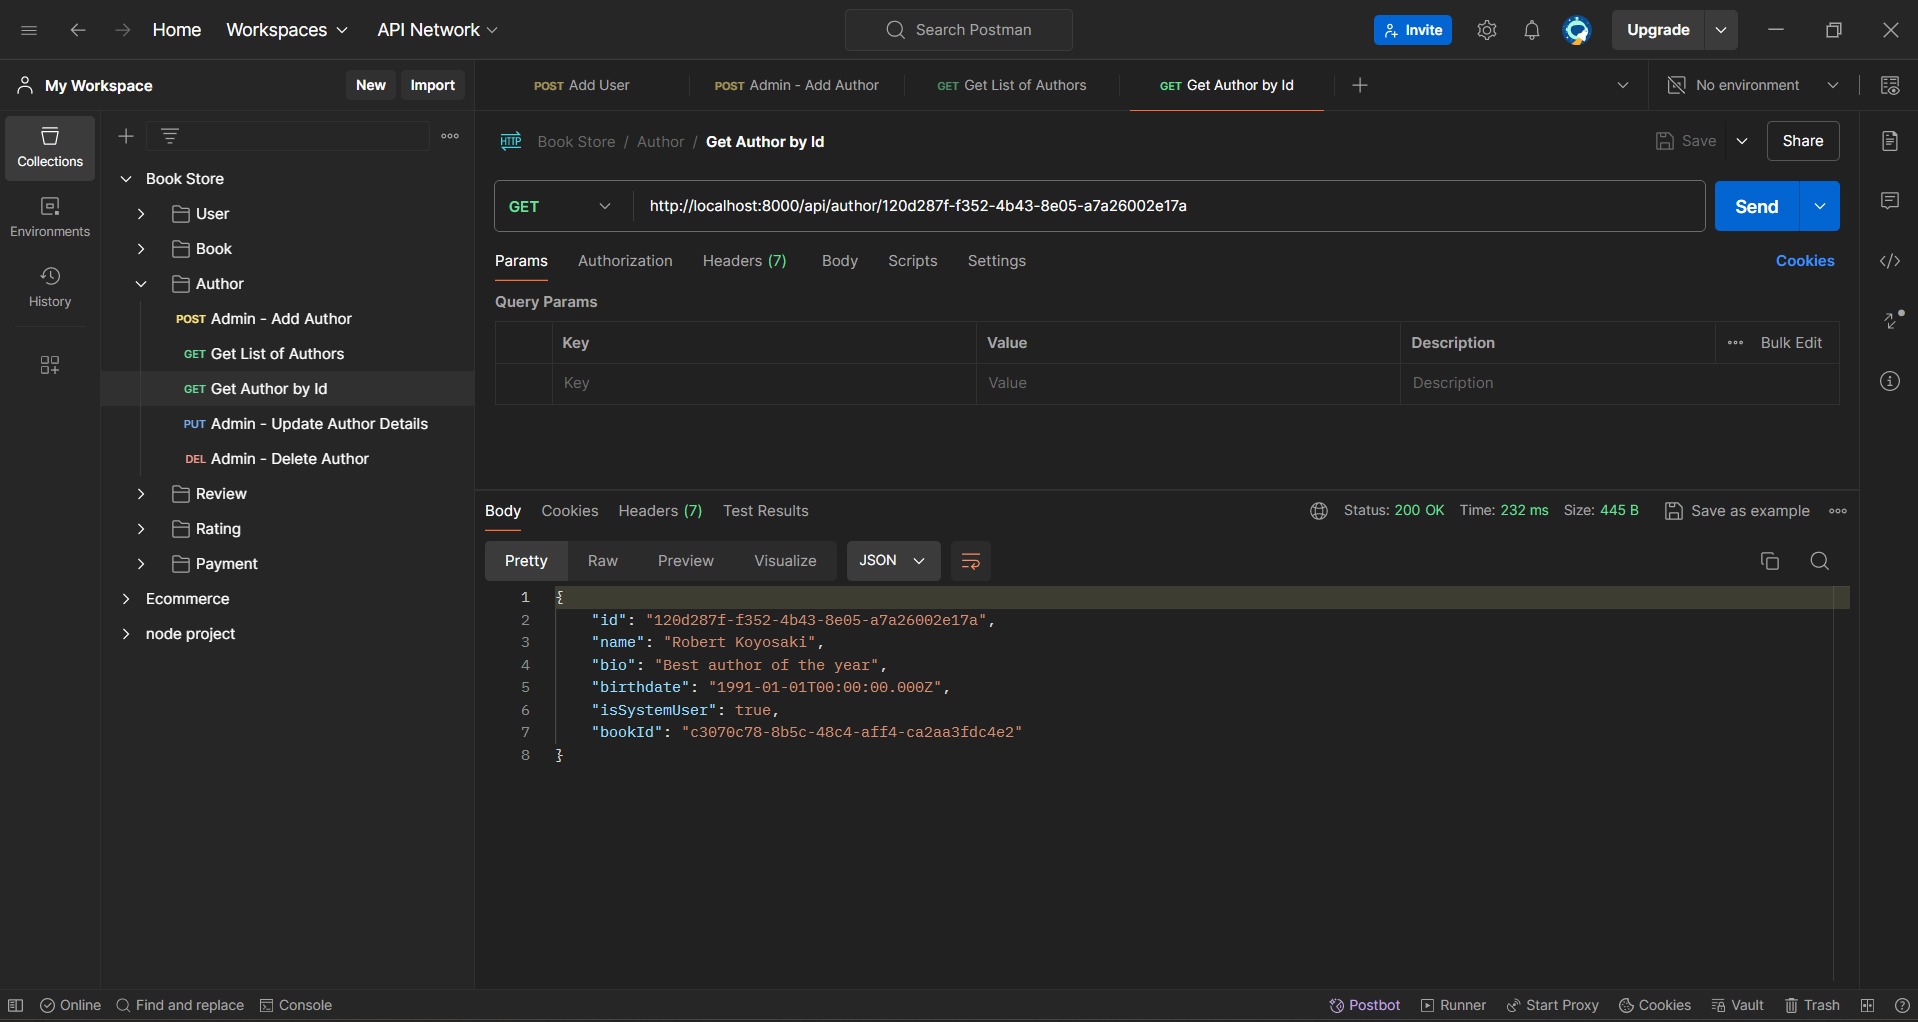 Home Workspaces API Network Search Postman Invite Upgrade
My Workspace New Import
POST Add User POST Admin - Add Author GET Get List of Authors GET Get Author by Id No environment
Collections
Environments
History
Book Store
User
Book
Author
POST Admin - Add Author
GET Get List of Authors
GET Get Author by Id
PUT Admin - Update Author Details
DEL Admin - Delete Author
Review
Rating
Payment
Ecommerce
node project
HTTP Book Store / Author / Get Author by Id Save Share
GET http://localhost:8000/api/author/120d287f-f352-4b43-8e05-a7a26002e17a Send
Params Authorization Headers (7) Body Scripts Settings Cookies
Query Params
Key Value Description Bulk Edit
Key Value Description
Body Cookies Headers (7) Test Results Status: 200 OK Time: 232 ms Size: 445 B Save as example
Pretty Raw Preview Visualize JSON
1 {
2 "id": "120d287f-f352-4b43-8e05-a7a26002e17a",
3 "name": "Robert Koyosaki",
4 "bio": "Best author of the year",
5 "birthdate": "1991-01-01T00:00:00.000Z",
6 "isSystemUser": true,
7 "bookId": "c3070c78-8b5c-48c4-aff4-ca2aa3fdc4e2"
8 }
Online Find and replace Console Postbot Runner Start Proxy Cookies Vault Trash